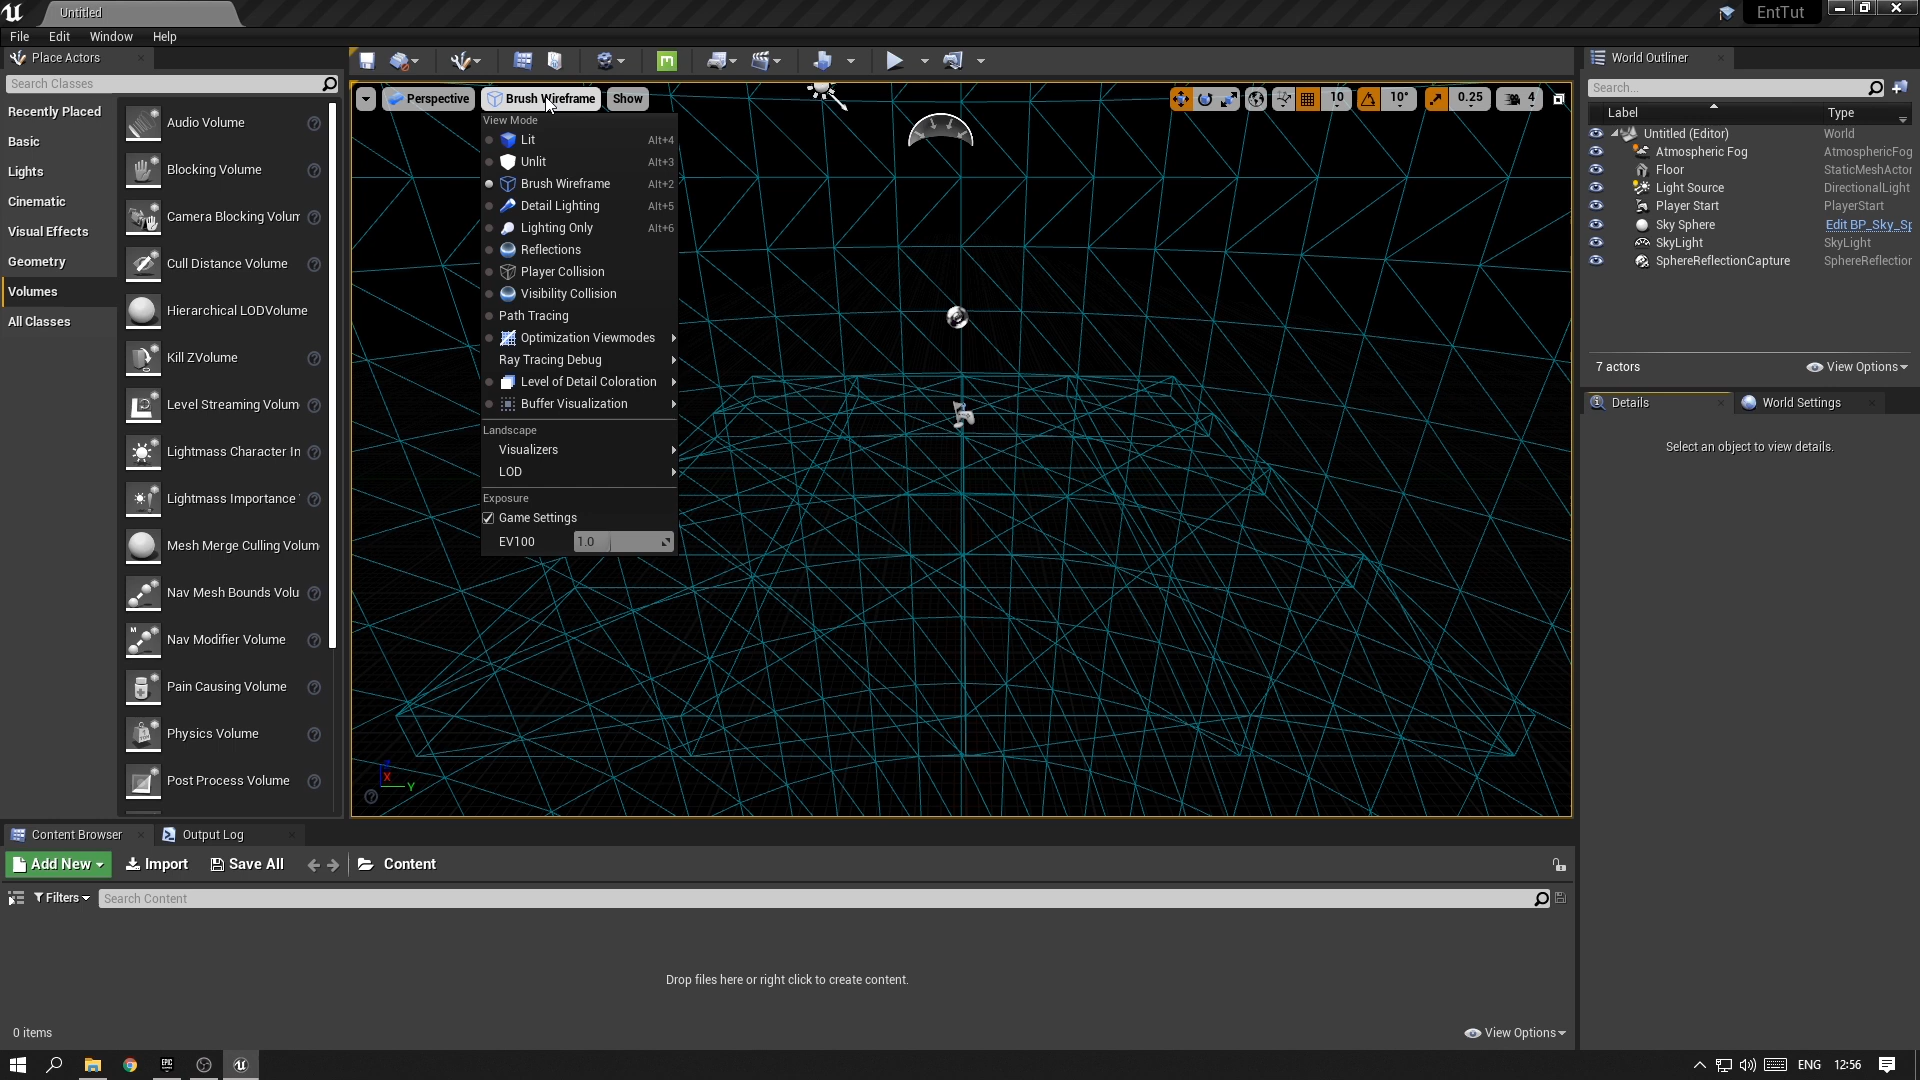 Untitled
EntTut
File Edit Window Help
Place Actors
Search Classes
Recently Placed
Basic
Lights
Cinematic
Visual Effects
Geometry
Volumes
All Classes
Audio Volume
Blocking Volume
Camera Blocking Volum
Cull Distance Volume
Hierarchical LODVolume
Kill ZVolume
Level Streaming Volum
Lightmass Character In
Lightmass Importance
Mesh Merge Culling Volum
Nav Mesh Bounds Volu
Nav Modifier Volume
Pain Causing Volume
Physics Volume
Post Process Volume
Perspective Brush Wireframe Show
10 10° 0.25 4
View Mode
Lit Alt+4
Unlit Alt+3
Brush Wireframe Alt+2
Detail Lighting Alt+5
Lighting Only Alt+6
Reflections
Player Collision
Visibility Collision
Path Tracing
Optimization Viewmodes
Ray Tracing Debug
Level of Detail Coloration
Buffer Visualization
Landscape
Visualizers
LOD
Exposure
Game Settings
EV100 1.0
X
Y
World Outliner
Search...
Label Type
Untitled (Editor) World
Atmospheric Fog AtmosphericFog
Floor StaticMeshActor
Light Source DirectionalLight
Player Start PlayerStart
Sky Sphere Edit BP_Sky_Sp
SkyLight SkyLight
SphereReflectionCapture SphereReflection
7 actors View Options
Details World Settings
Select an object to view details.
Content Browser Output Log
Add New Import Save All Content
Filters Search Content
Drop files here or right click to create content.
0 items View Options
EPIC
ENG 12:56